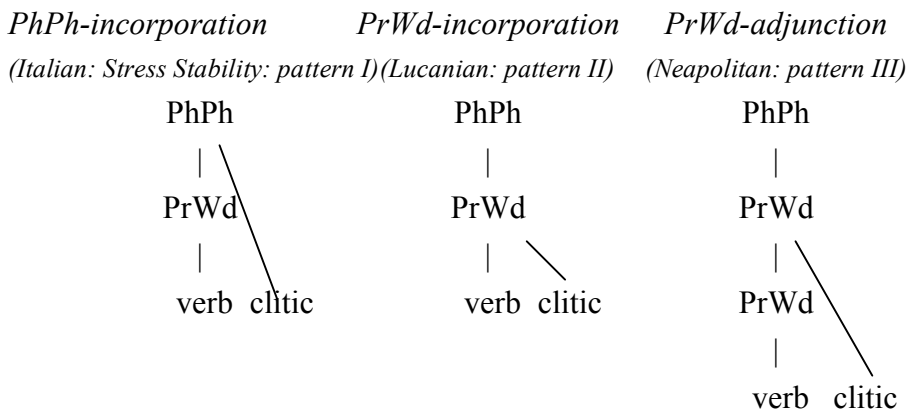 PhPh-incorporation PrWd-incorporation PrWd-adjunction
(Italian: Stress Stability: pattern I)(Lucanian: pattern II) (Neapolitan: pattern III)
PhPh PhPh PhPh
PrWd PrWd PrWd
verb clitic verb clitic PrWd
verb clitic